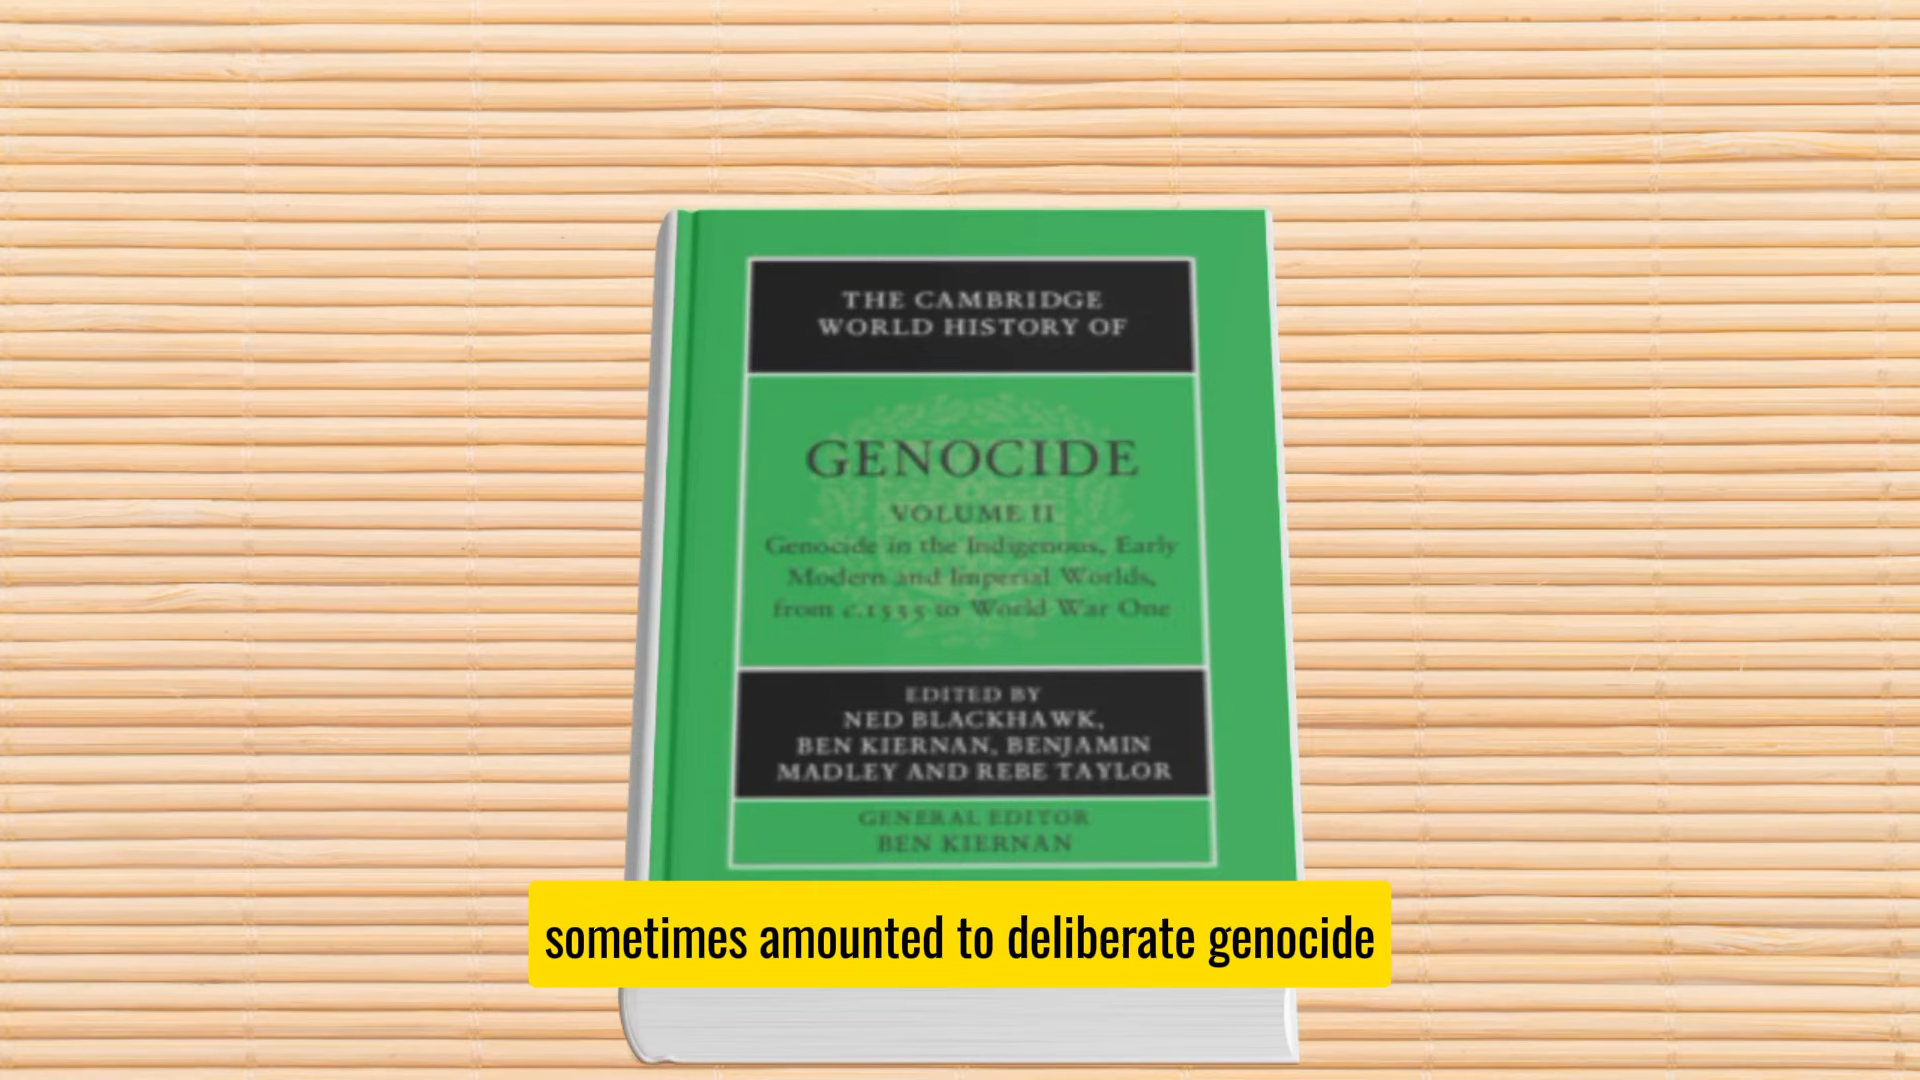 THE CAMBRIDGE
WORLD HISTORY OF
GENOCIDE
VOLUME II
Genocide in the Indigenous, Early
Modern and Imperial Worlds,
from c.1535 to World War One
EDITED BY
NED BLACKHAWK,
BEN KIERNAN, BENJAMIN
MADLEY AND REBE TAYLOR
GENERAL EDITOR
BEN KIERNAN
sometimes amounted to deliberate genocide